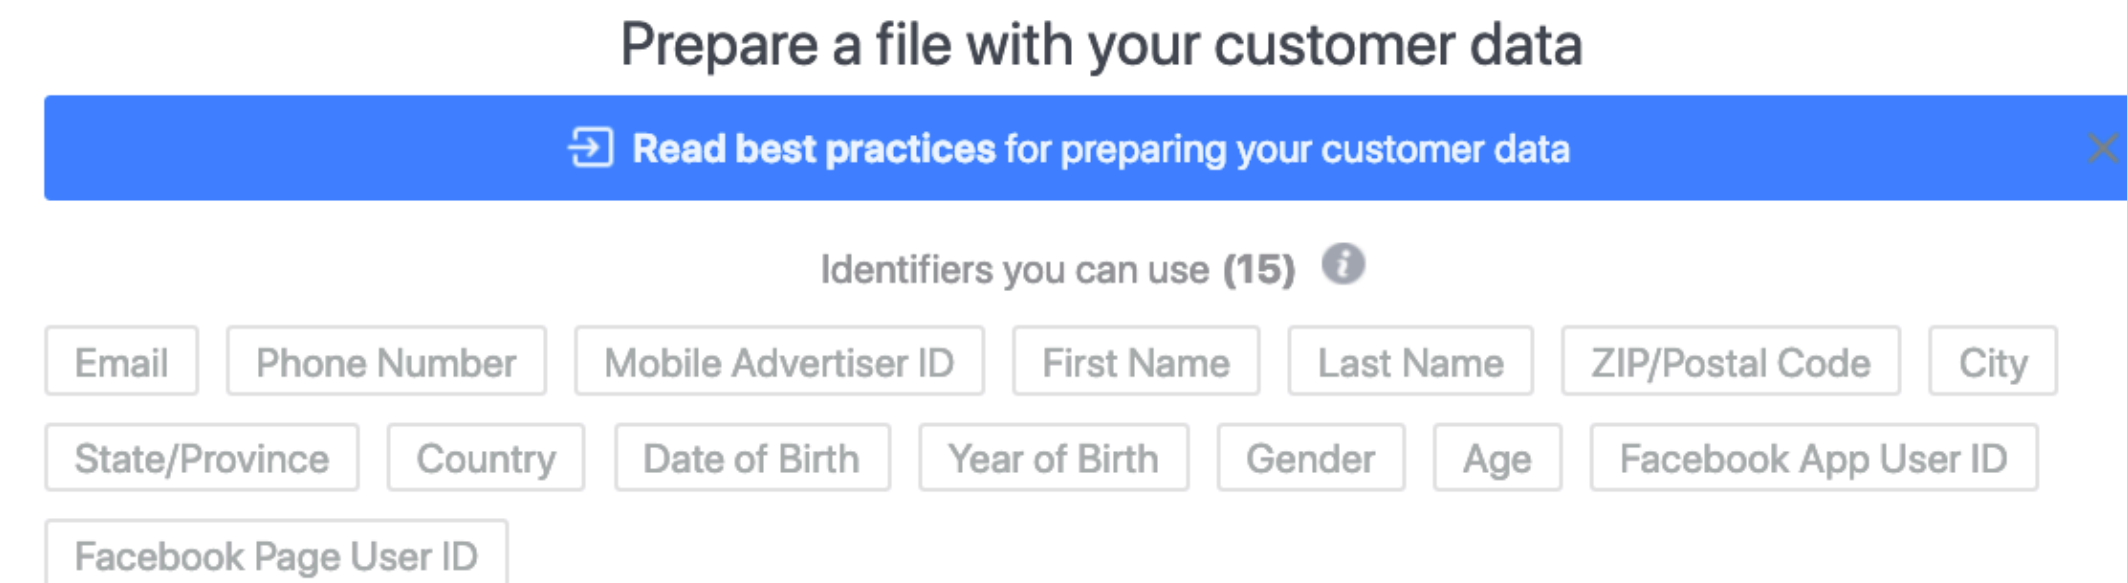 Prepare a file with your customer data
Read best practices for preparing your customer data
Identifiers you can use (15)
Email Phone Number Mobile Advertiser ID First Name Last Name ZIP/Postal Code City
State/Province Country Date of Birth Year of Birth Gender Age Facebook App User ID
Facebook Page User ID